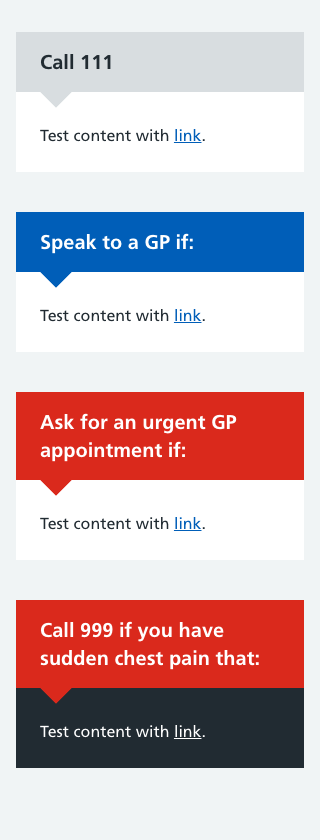 Call 111
Test content with link.
Speak to a GP if:
Test content with link.
Ask for an urgent GP
appointment if:
Test content with link.
Call 999 if you have
sudden chest pain that:
Test content with link.